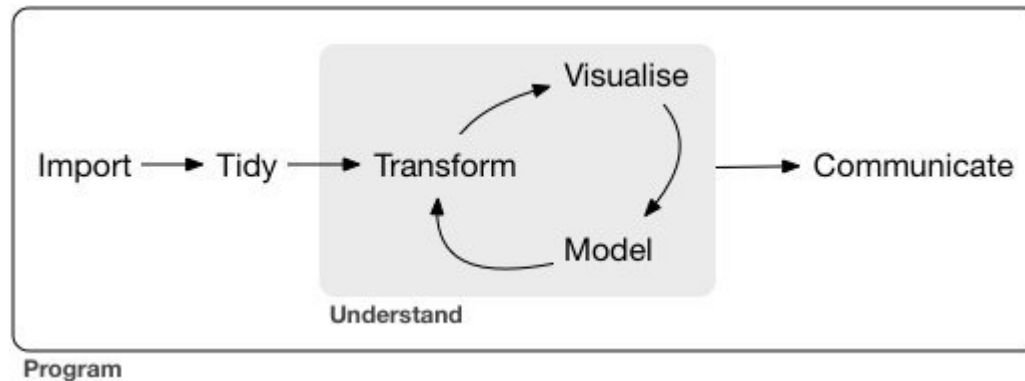 Visualise
Import
Tidy
Transform
Communicate
Model
Understand
Program